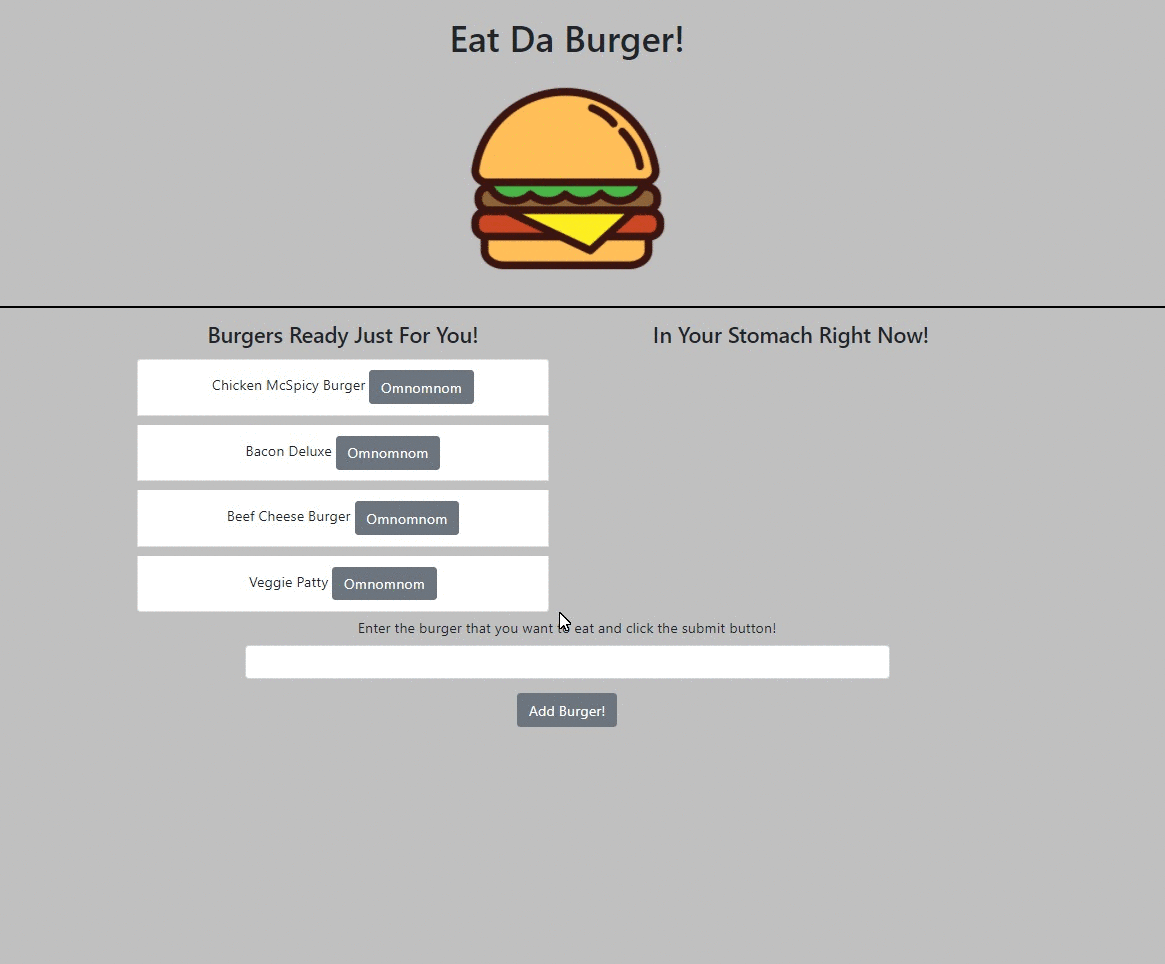 Eat Da Burger!
Burgers Ready Just For You!
Chicken McSpicy Burger Omnomnom
Bacon Deluxe Omnomnom
Beef Cheese Burger Omnomnom
Veggie Patty Omnomnom
In Your Stomach Right Now!
Enter the burger that you want to eat and click the submit button!
Add Burger!